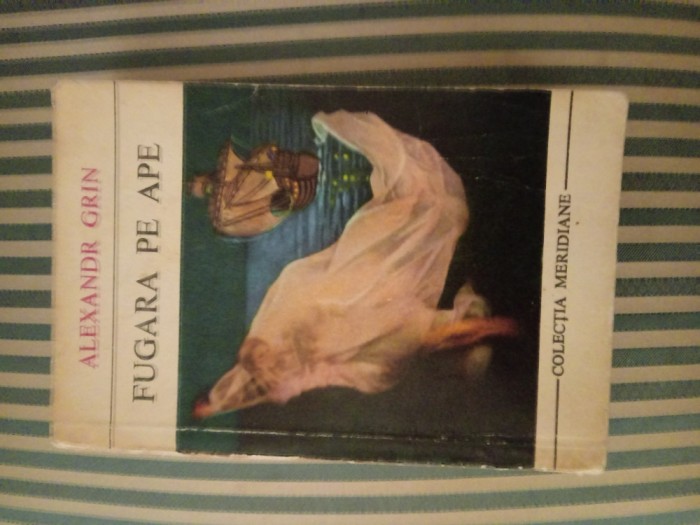 ALEXANDR GRIN
FUGARA PE APE
COLECȚIA MERIDIANE